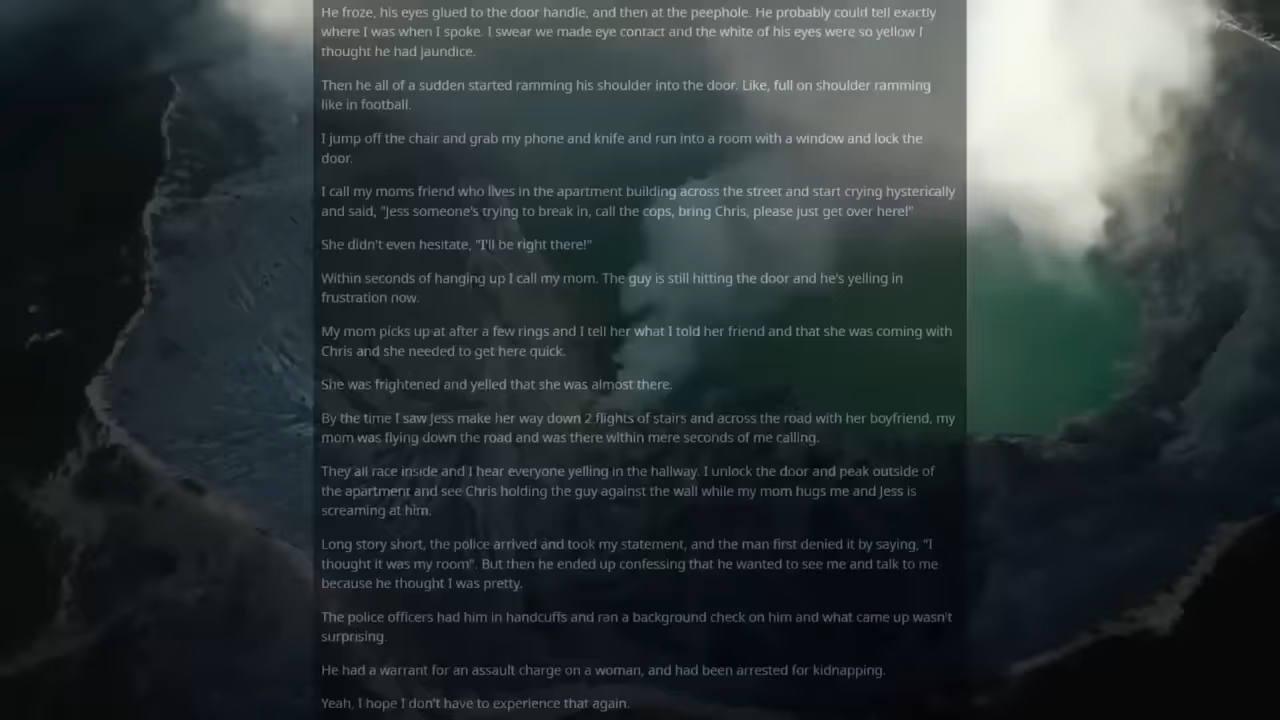 He froze, his eyes glued to the door handle, and then at the peephole. He probably could tell exactly
where I was when I spoke. I swear we made eye contact and the white of his eyes were so yellow I
thought he had jaundice.
Then he all of a sudden started ramming his shoulder into the door. Like, full on shoulder ramming
like in football.
I jump off the chair and grab my phone and knife and run into a room with a window and lock the
door.
I call my moms friend who lives in the apartment building across the street and start crying hysterically
and said, "Jess someone's trying to break in, call the cops, bring Chris, please just get over here!"
She didn't even hesitate, "I'll be right there!"
Within seconds of hanging up I call my mom. The guy is still hitting the door and he's yelling in
frustration now.
My mom picks up at after a few rings and I tell her what I told her friend and that she was coming with
Chris and she needed to get here quick.
She was frightened and yelled that she was almost there.
By the time I saw Jess make her way down 2 flights of stairs and across the road with her boyfriend, my
mom was flying down the road and was there within mere seconds of me calling.
They all race inside and I hear everyone yelling in the hallway. I unlock the door and peak outside of
the apartment and see Chris holding the guy against the wall while my mom hugs me and Jess is
screaming at him.
Long story short, the police arrived and took my statement, and the man first denied it by saying, "I
thought it was my room". But then he ended up confessing that he wanted to see me and talk to me
because he thought I was pretty.
The police officers had him in handcuffs and ran a background check on him and what came up wasn't
surprising.
He had a warrant for an assault charge on a woman, and had been arrested for kidnapping.
Yeah, I hope I don't have to experience that again.